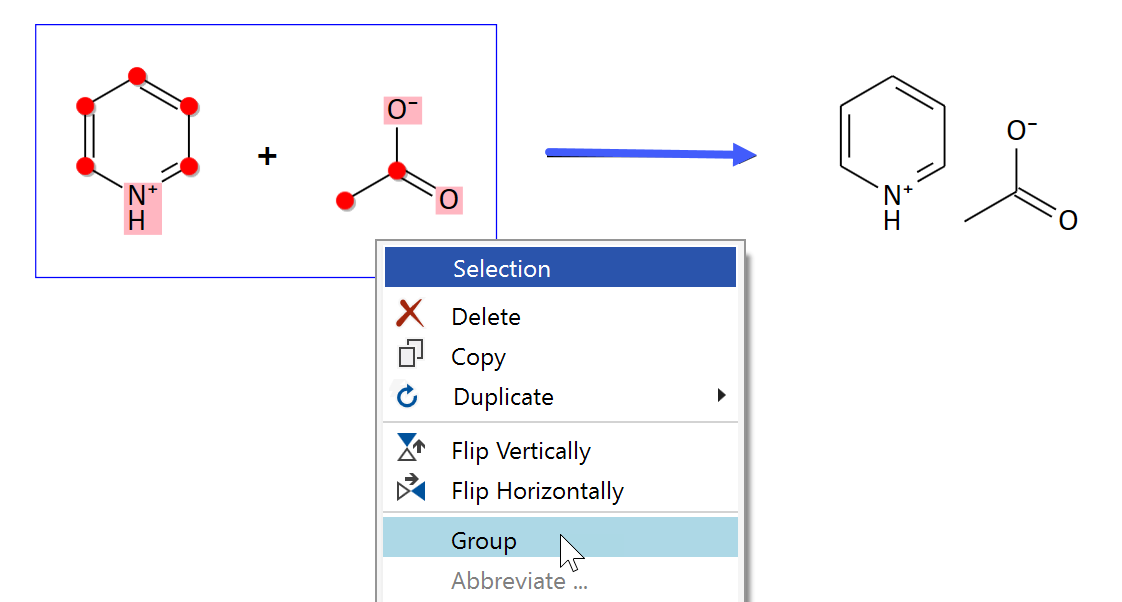 N⁺
H
+
O⁻
O
N⁺
H
O⁻
O
Selection
Delete
Copy
Duplicate
Flip Vertically
Flip Horizontally
Group
Abbreviate ...